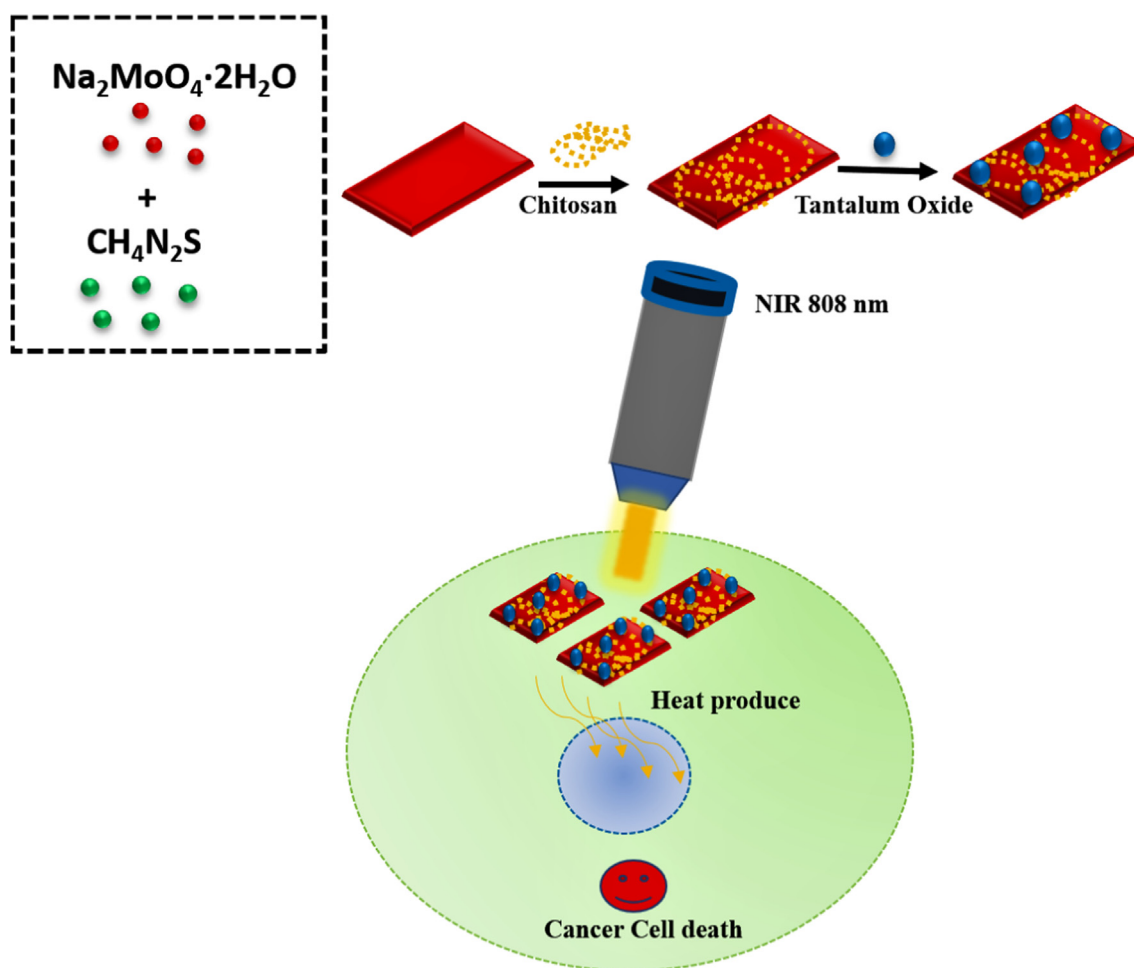 Na₂MoO₄·2H₂O
+
CH₄N₂S
Chitosan
Tantalum Oxide
NIR 808 nm
Heat produce
Cancer Cell death